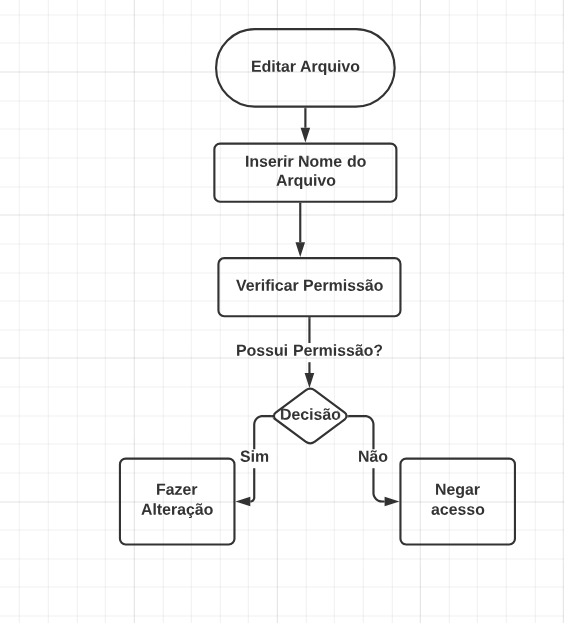 Editar Arquivo
Inserir Nome do
Arquivo
Verificar Permissão
Possui Permissão?
Decisão
Sim
Não
Fazer
Alteração
Negar
acesso